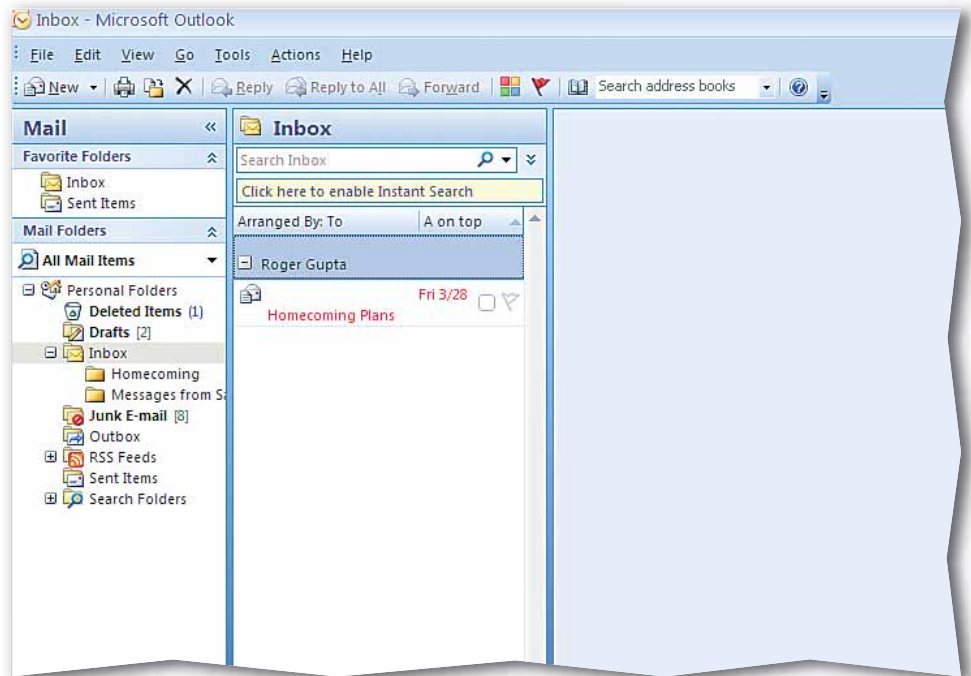 Inbox - Microsoft Outlook
File Edit View Go Tools Actions Help
New Reply Reply to All Forward Search address books
Mail
Favorite Folders
Inbox
Sent Items
Mail Folders
All Mail Items
Personal Folders
Deleted Items (1)
Drafts [2]
Inbox
Homecoming
Messages from
Junk E-mail [8]
Outbox
RSS Feeds
Sent Items
Search Folders
Inbox
Search Inbox
Click here to enable Instant Search
Arranged By: To A on top
Roger Gupta
Fri 3/28
Homecoming Plans